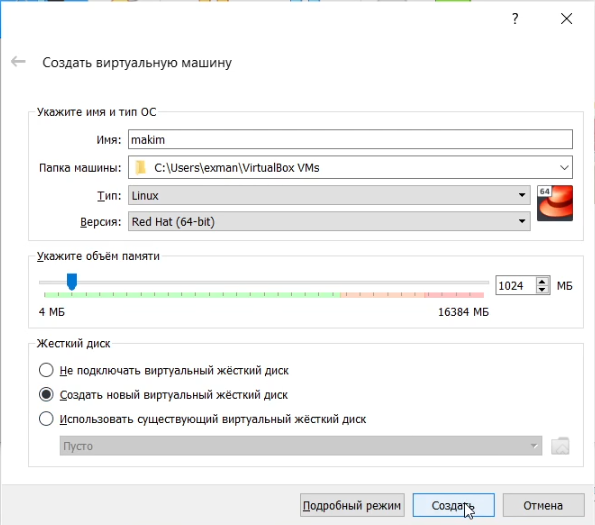 ?
Создать виртуальную машину
Укажите имя и тип ОС
Имя: makim
Папка машины: C:\Users\exman\VirtualBox VMs
Тип: Linux
64
Версия: Red Hat (64-bit)
Укажите объём памяти
1024 МБ
4 МБ 16384 МБ
Жесткий диск
Не подключать виртуальный жёсткий диск
Создать новый виртуальный жёсткий диск
Использовать существующий виртуальный жёсткий диск
Пусто
Подробный режим Создать Отмена